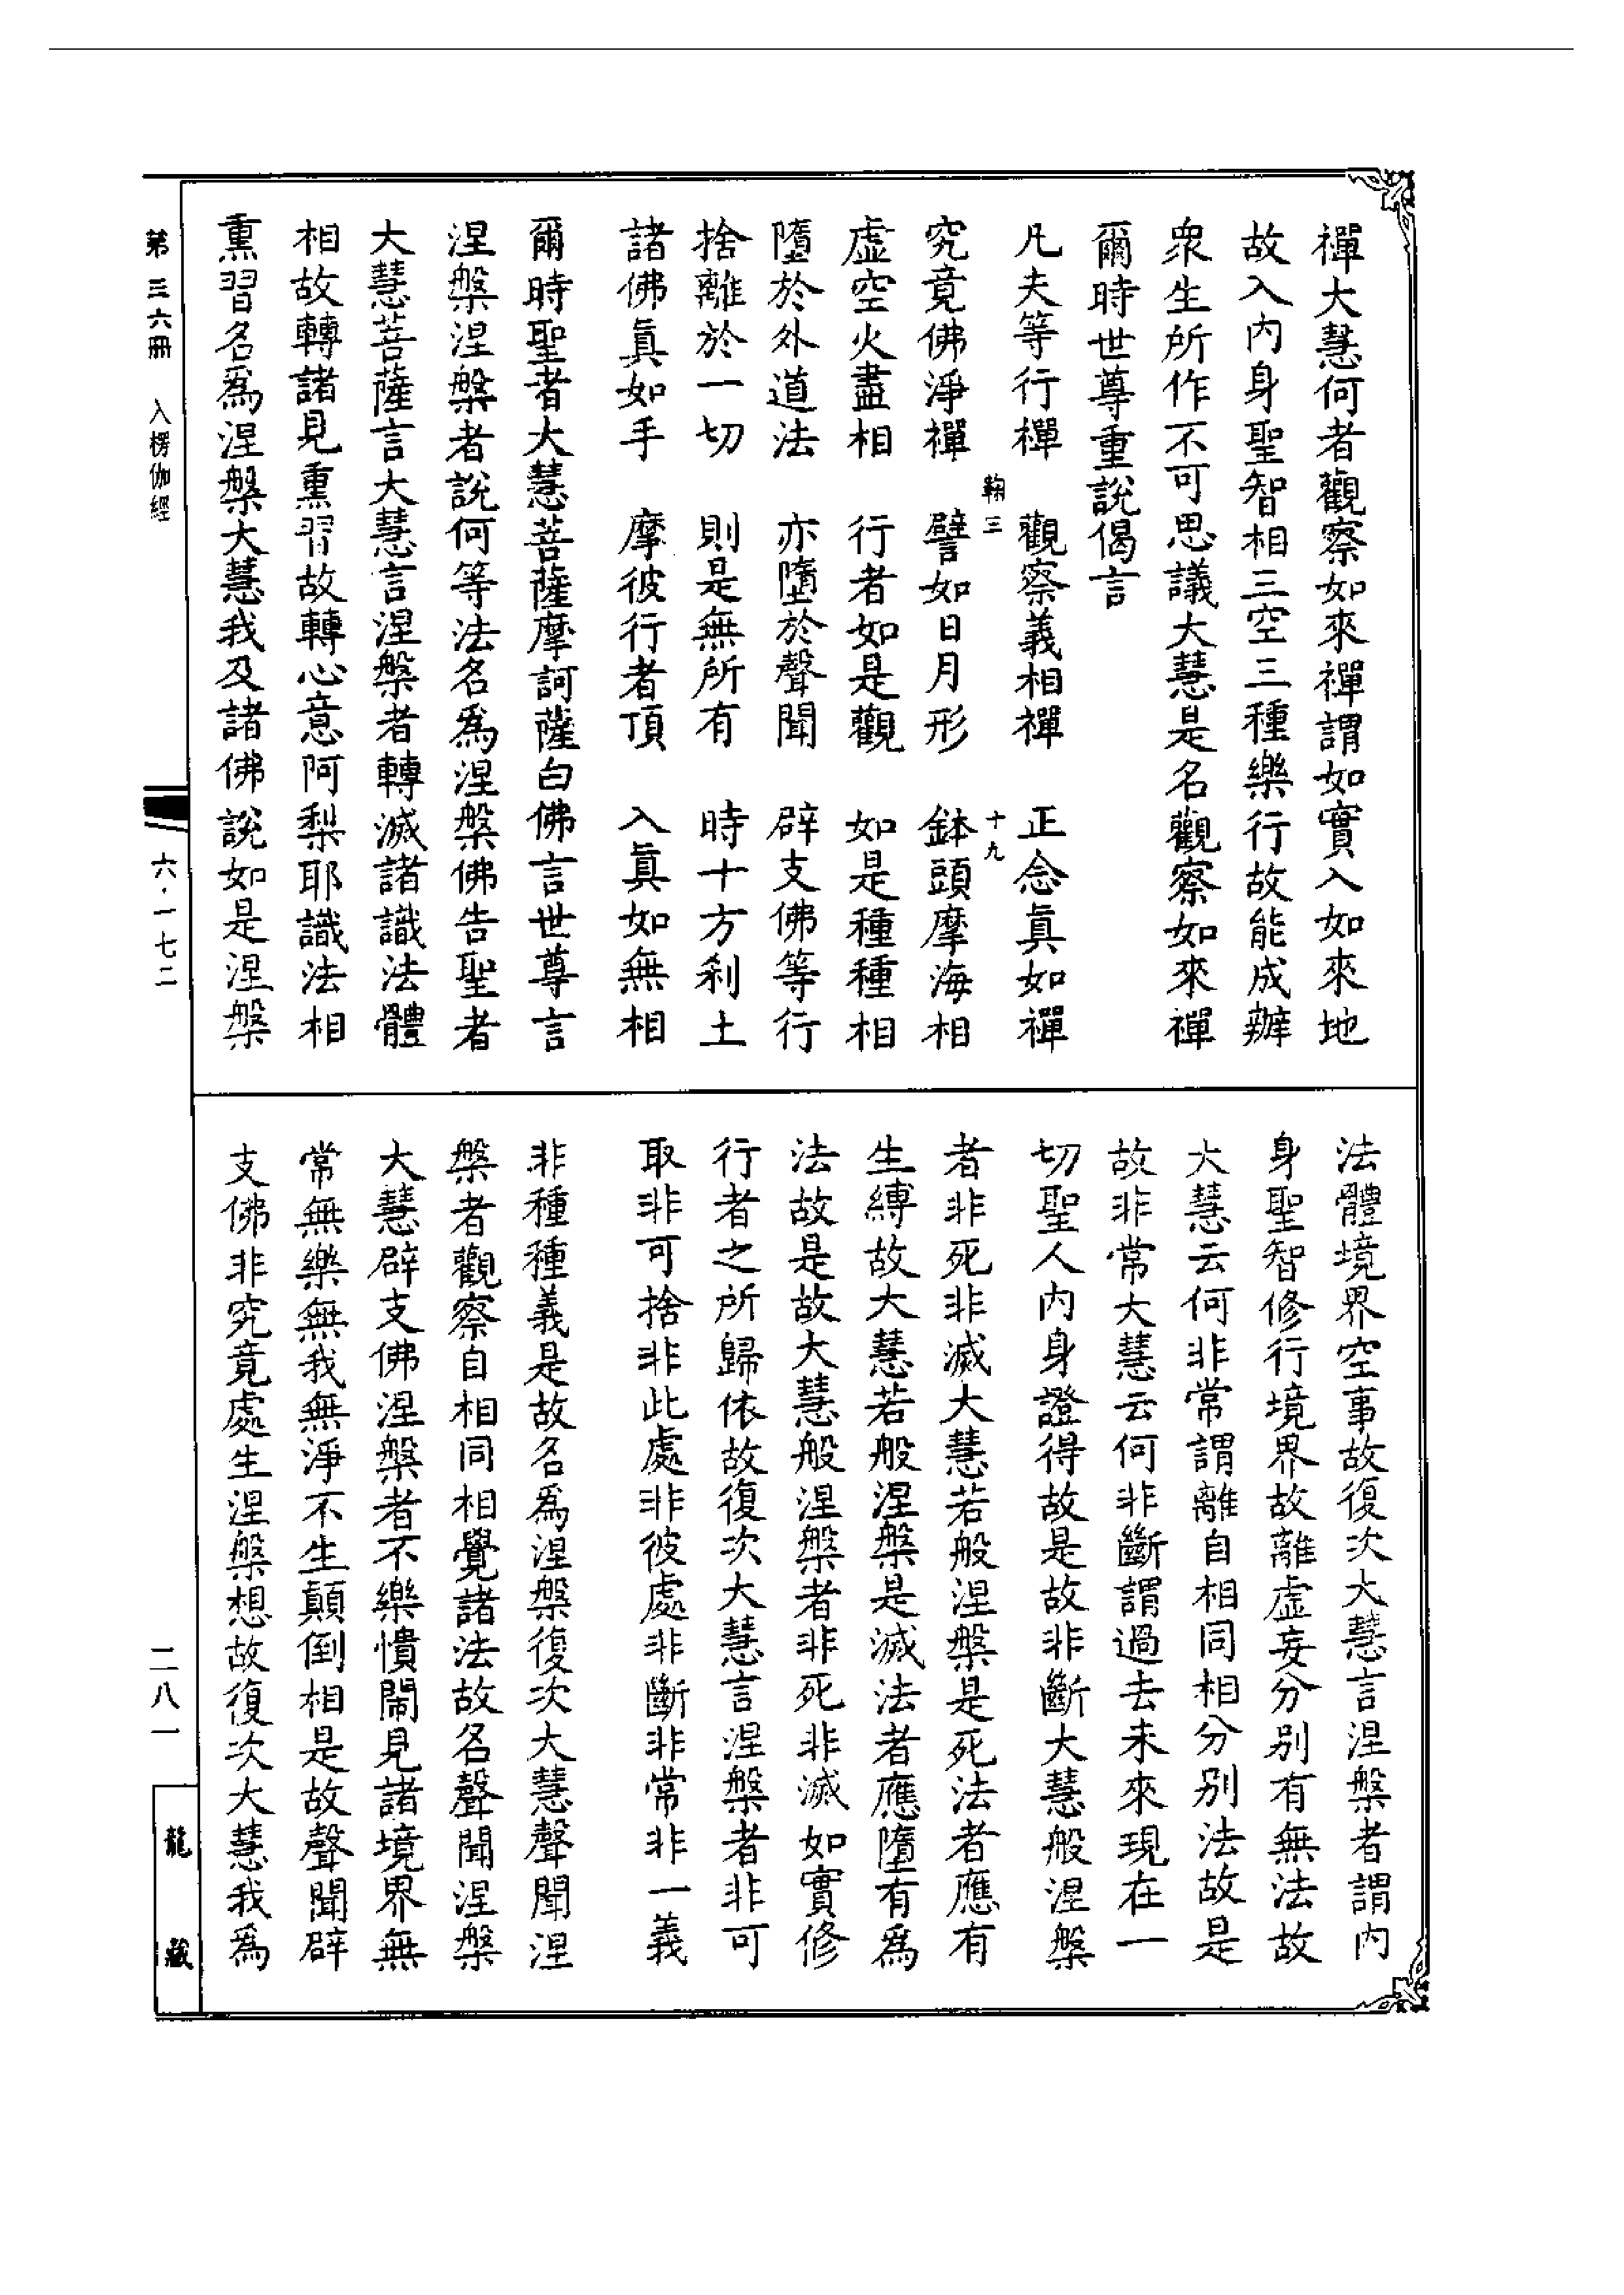 禪大慧何者觀察如來禪謂如實入如來地
故入內身聖智相三空三種樂行故能成辦
衆生所作不可思議大慧是名觀察如來禪
爾時世尊重說偈言
凡夫等行禪　觀察義相禪　正念眞如禪
鞠三　十九
究竟佛淨禪　譬如日月形　鉢頭摩海相
虛空火盡相　行者如是觀　如是種種相
墮於外道法　亦墮於聲聞　辟支佛等行
捨離於一切　則是無所有　時十方刹土
諸佛眞如手　摩彼行者頂　入眞如無相
爾時聖者大慧菩薩摩訶薩白佛言世尊言
涅槃涅槃者說何等法名爲涅槃佛告聖者
大慧菩薩言大慧言涅槃者轉滅諸識法體
相故轉諸見熏習故轉心意阿梨耶識法相
熏習名爲涅槃大慧我及諸佛說如是涅槃
法體境界空事故復次大慧言涅槃者謂內
身聖智修行境界故離虛妄分別有無法故
大慧云何非常謂離自相同相分別法故是
故非常大慧云何非斷謂過去未來現在一
切聖人內身證得故是故非斷大慧般涅槃
者非死非滅大慧若般涅槃是死法者應有
生縛故大慧若般涅槃是滅法者應墮有爲
法故是故大慧般涅槃者非死非滅如實修
行者之所歸依故復次大慧言涅槃者非可
取非可捨非此處非彼處非斷非常非一義
非種種義是故名爲涅槃復次大慧聲聞涅
槃者觀察自相同相覺諸法故名聲聞涅槃
大慧辟支佛涅槃者不樂憒閙見諸境界無
常無樂無我無淨不生顚倒相是故聲聞辟
支佛非究竟處生涅槃想故復次大慧我爲
第三六冊　入楞伽經
六·一七二
二八一
龍藏